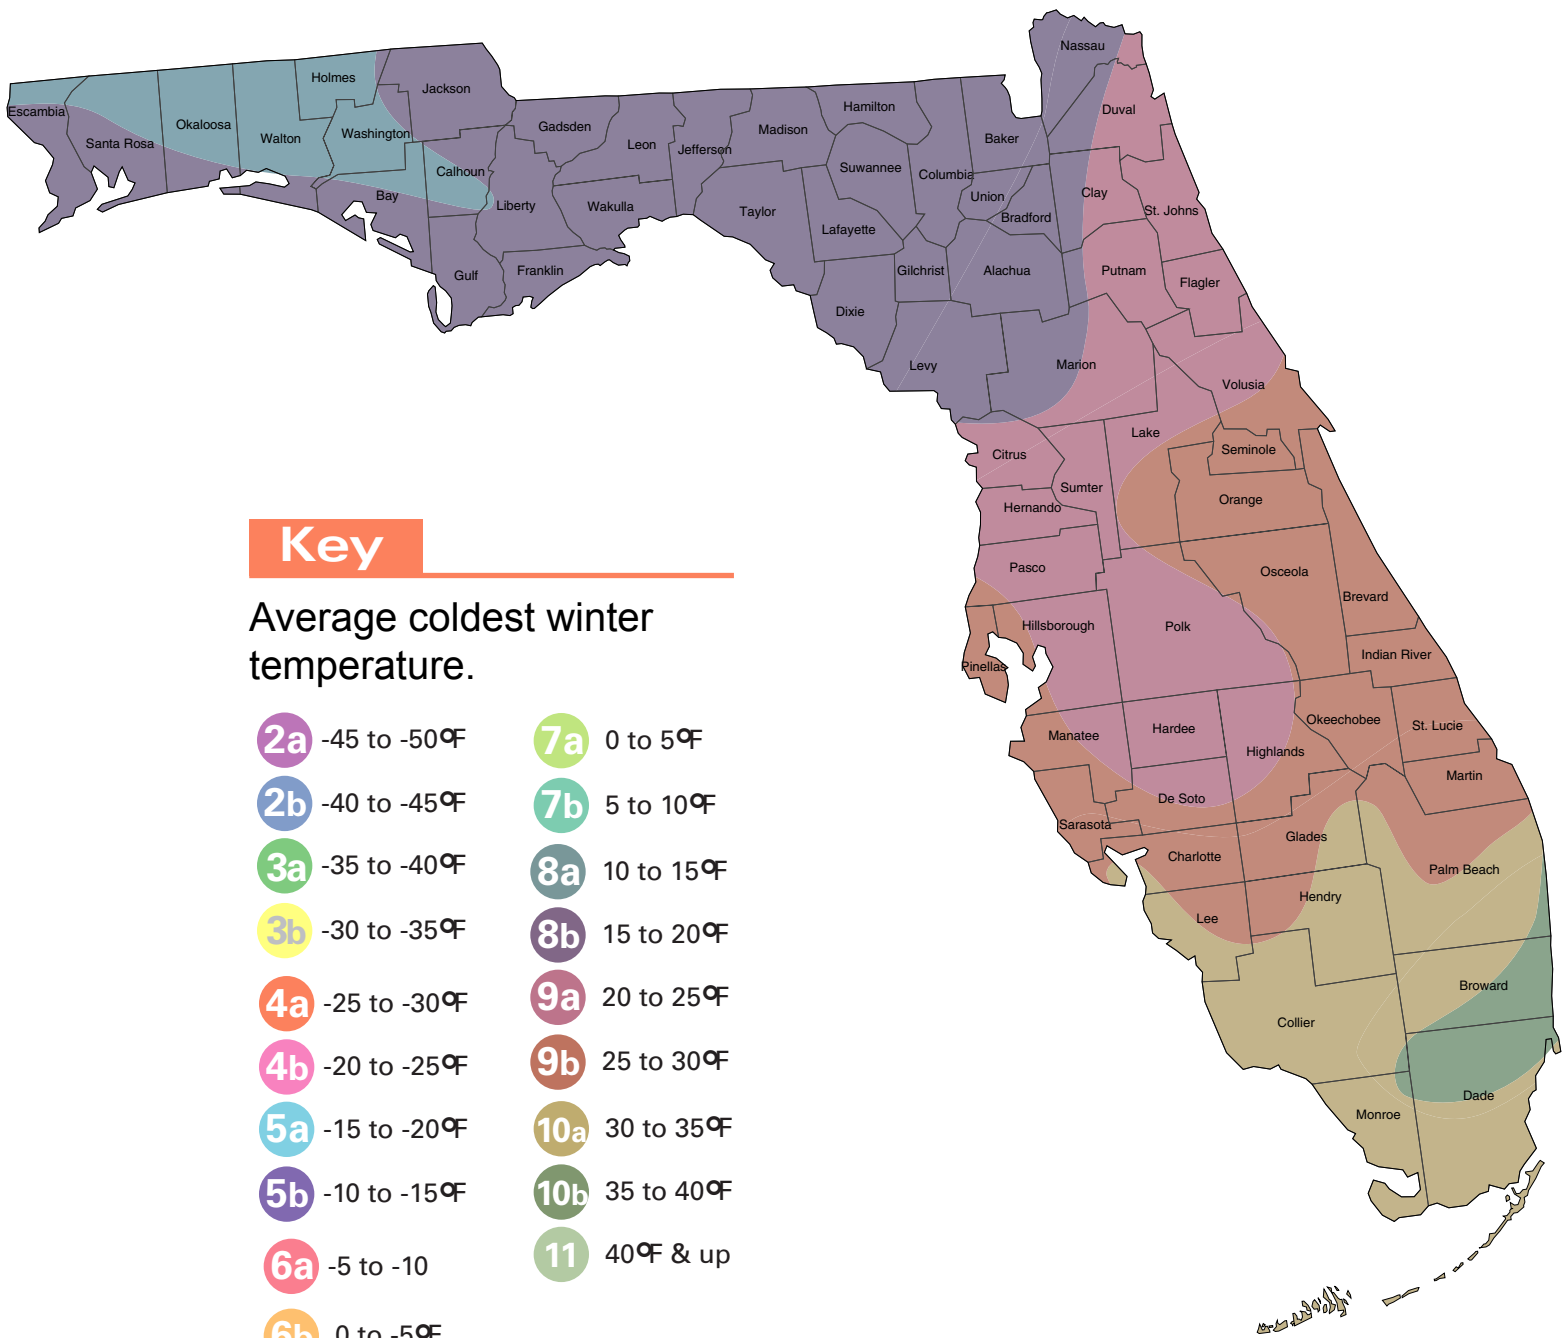 Nassau
Holmes
Jackson
Escambia
Santa Rosa
Okaloosa
Walton
Washington
Gadsden
Leon
Jefferson
Madison
Hamilton
Baker
Duval
Calhoun
Bay
Liberty
Wakulla
Taylor
Suwannee
Columbia
Union
Bradford
Clay
St. Johns
Lafayette
Gulf
Franklin
Gilchrist
Alachua
Putnam
Flagler
Dixie
Levy
Marion
Volusia
Citrus
Lake
Seminole
Sumter
Hernando
Orange
Pasco
Osceola
Brevard
Hillsborough
Polk
Indian River
Pinellas
Manatee
Hardee
Highlands
Okeechobee
St. Lucie
Martin
De Soto
Sarasota
Glades
Charlotte
Palm Beach
Hendry
Lee
Broward
Collier
Dade
Monroe
Key
Average coldest winter
temperature.
2a -45 to -50°F
2b -40 to -45°F
3a -35 to -40°F
3b -30 to -35°F
4a -25 to -30°F
4b -20 to -25°F
5a -15 to -20°F
5b -10 to -15°F
6a -5 to -10
6b 0 to -5°F
7a 0 to 5°F
7b 5 to 10°F
8a 10 to 15°F
8b 15 to 20°F
9a 20 to 25°F
9b 25 to 30°F
10a 30 to 35°F
10b 35 to 40°F
11 40°F & up